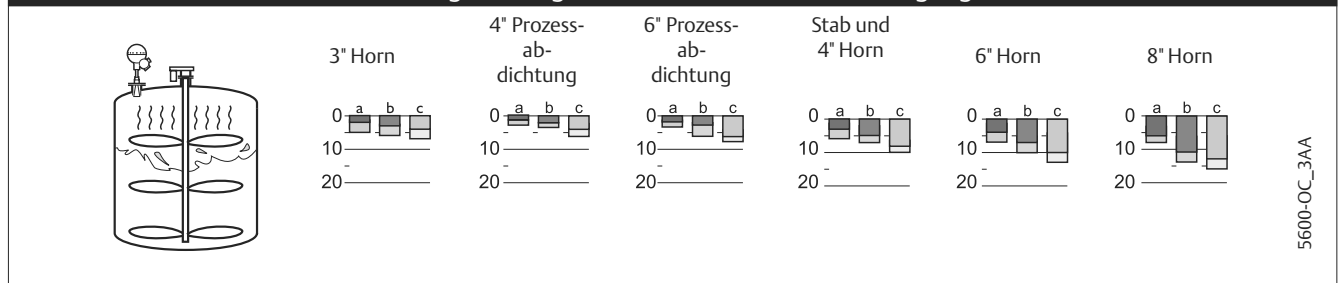 3" Horn
4" Prozess-
ab-
dichtung
6" Prozess-
ab-
dichtung
Stab und
4" Horn
6" Horn
8" Horn
0 a b c
10
20
0 a b c
10
20
0 a b c
10
20
0 a b c
10
20
0 a b c
10
20
0 a b c
10
20
5600-OC_3AA